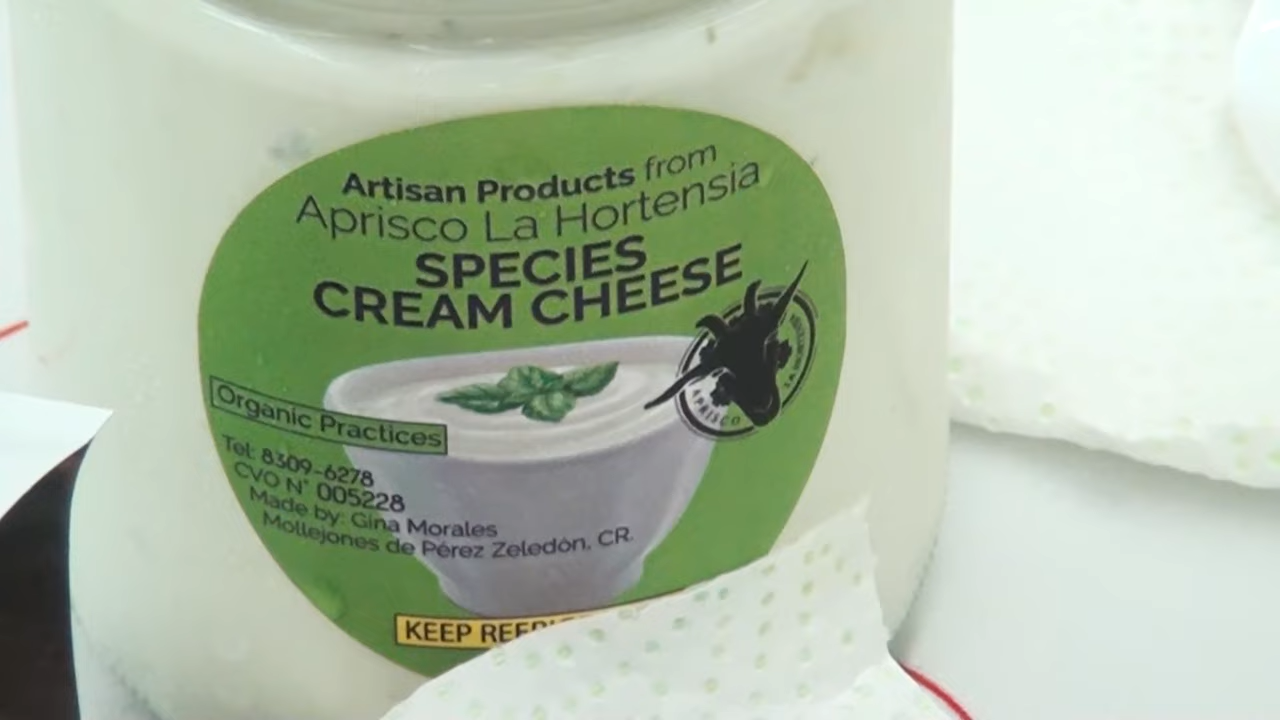 Artisan Products from
Aprisco La Hortensia
SPECIES
CREAM CHEESE
APRISCO
Organic Practices
Tel: 8309-6278
CVO N° 005228
Made by: Gina Morales
Mollejones de Pérez Zeledón, CR.
KEEP